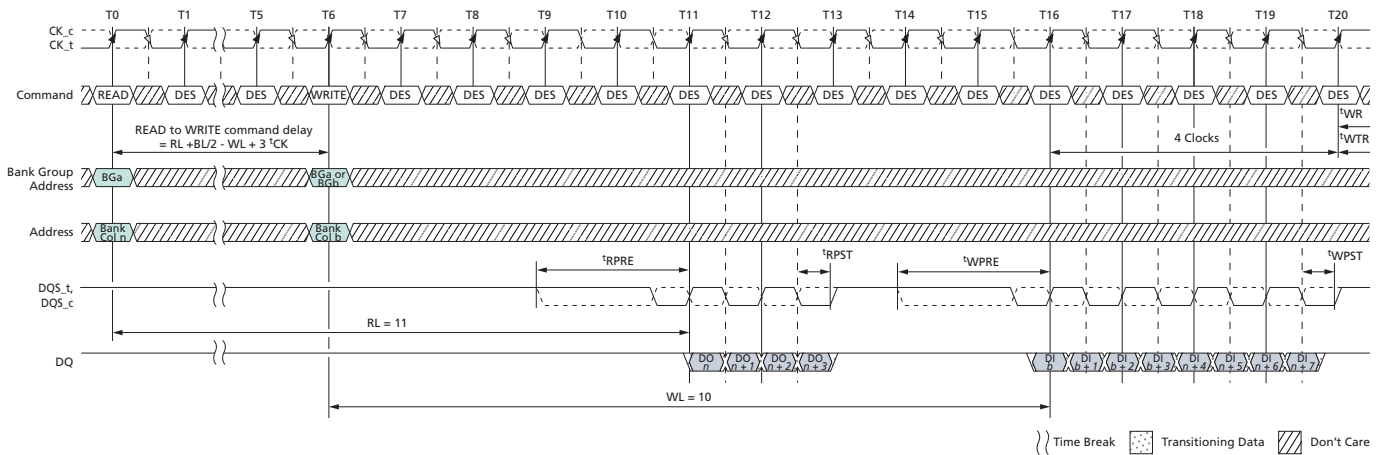 T0 T1 T5 T6 T7 T8 T9 T10 T11 T12 T13 T14 T15 T16 T17 T18 T19 T20
CK_c
CK_t
Command READ DES DES WRITE DES DES DES DES DES DES DES DES DES DES DES DES DES DES
tWR
READ to WRITE command delay
= RL +BL/2 - WL + 3 tCK
4 Clocks
tWTR
Bank Group
Address
BGa
BGa or
BGb
Address
Bank
Col n
Bank
Col b
tRPRE
tRPST
tWPRE
tWPST
DQS_t,
DQS_c
RL = 11
DQ
DO
n
DO
n + 1
DO
n + 2
DO
n + 3
DI
b
DI
b + 1
DI
b + 2
DI
b + 3
DI
n + 4
DI
n + 5
DI
n + 6
DI
n + 7
WL = 10
Time Break
Transitioning Data
Don't Care